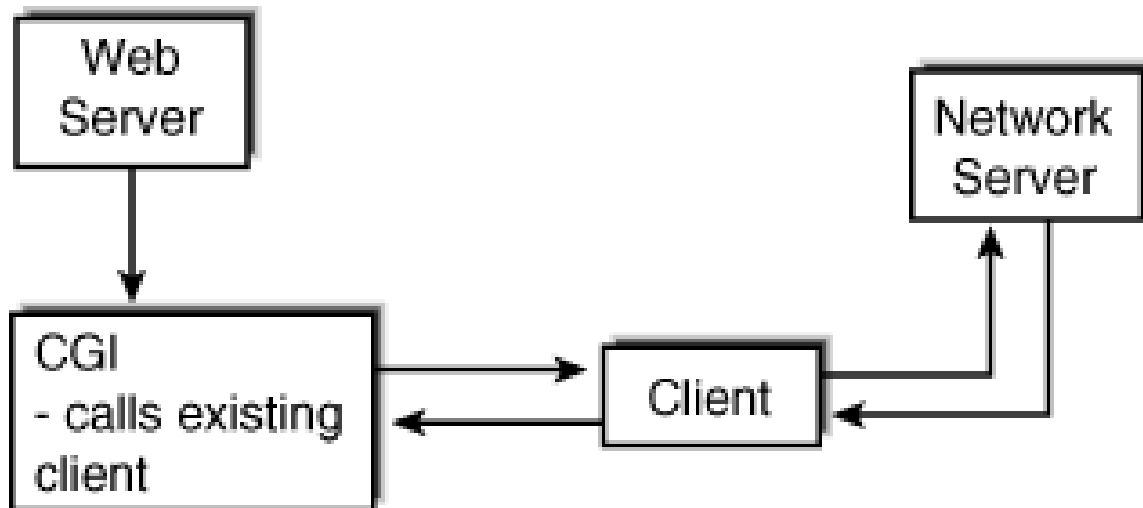 Web
Server
Network
Server
CGI
- calls existing
client
Client